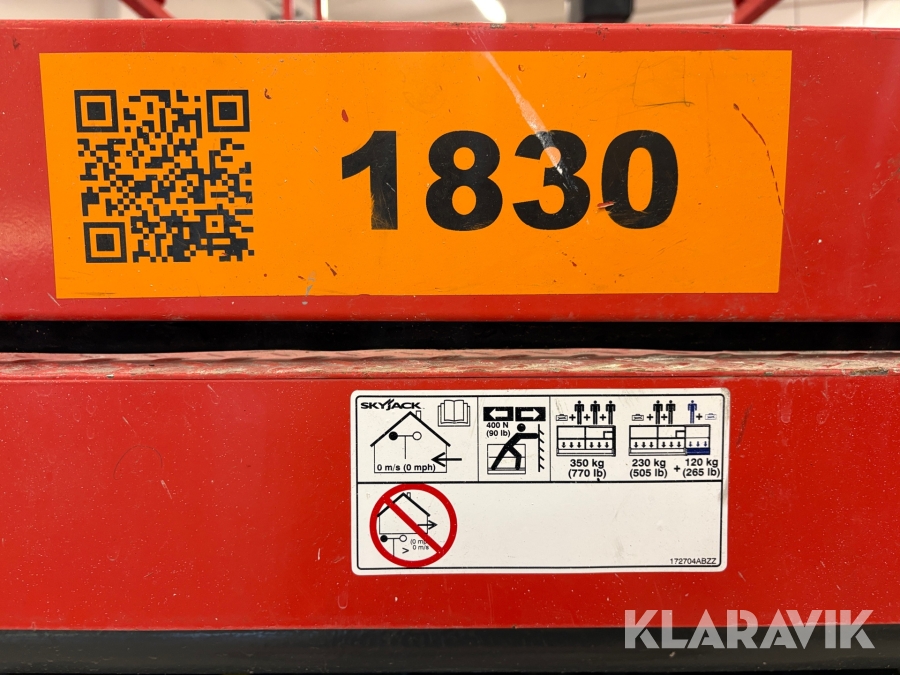 1830
SKYJACK
0 m/s (0 mph)
400 N
(90 lb)
350 kg
(770 lb)
230 kg
(505 lb)
+
120 kg
(265 lb)
>
0 m/s
172704ABZZ
KLARAVIK